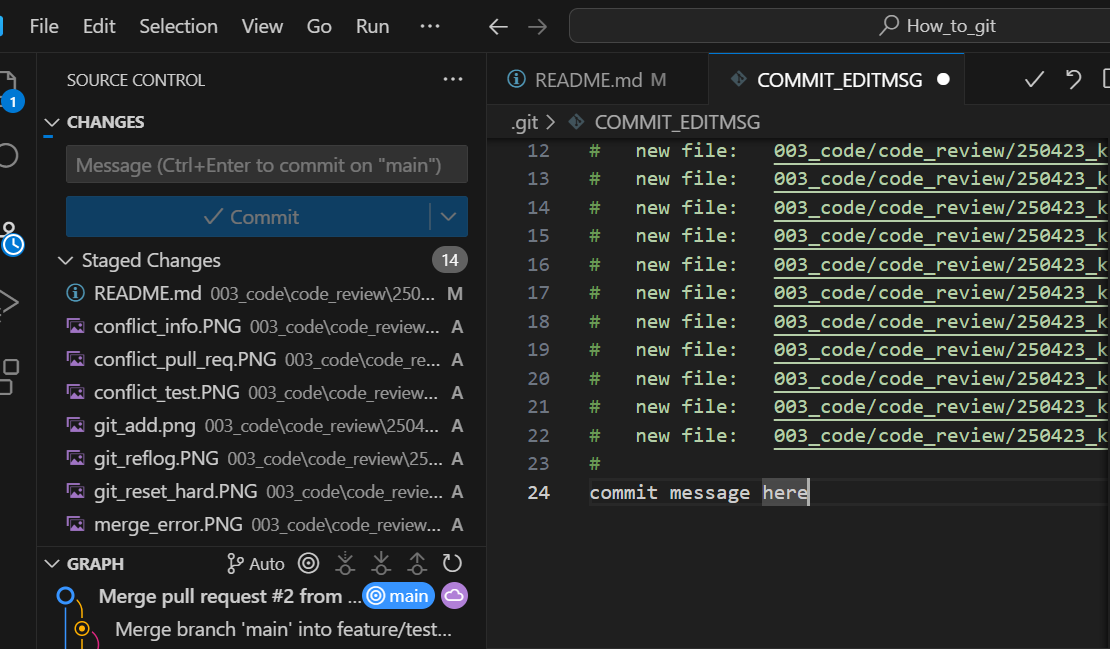 File Edit Selection View Go Run ... How_to_git
SOURCE CONTROL ...
1
CHANGES
Message (Ctrl+Enter to commit on "main")
Commit
Staged Changes 14
README.md 003_code\code_review\250... M
conflict_info.PNG 003_code\code_review... A
conflict_pull_req.PNG 003_code\code_re... A
conflict_test.PNG 003_code\code_review... A
git_add.png 003_code\code_review\2504... A
git_reflog.PNG 003_code\code_review\25... A
git_reset_hard.PNG 003_code\code_revie... A
merge_error.PNG 003_code\code_review... A
GRAPH Auto
Merge pull request #2 from ... main
Merge branch 'main' into feature/test...
README.md M COMMIT_EDITMSG
.git > COMMIT_EDITMSG
12 # new file: 003_code/code_review/250423_k
13 # new file: 003_code/code_review/250423_k
14 # new file: 003_code/code_review/250423_k
15 # new file: 003_code/code_review/250423_k
16 # new file: 003_code/code_review/250423_k
17 # new file: 003_code/code_review/250423_k
18 # new file: 003_code/code_review/250423_k
19 # new file: 003_code/code_review/250423_k
20 # new file: 003_code/code_review/250423_k
21 # new file: 003_code/code_review/250423_k
22 # new file: 003_code/code_review/250423_k
23 #
24 commit message here